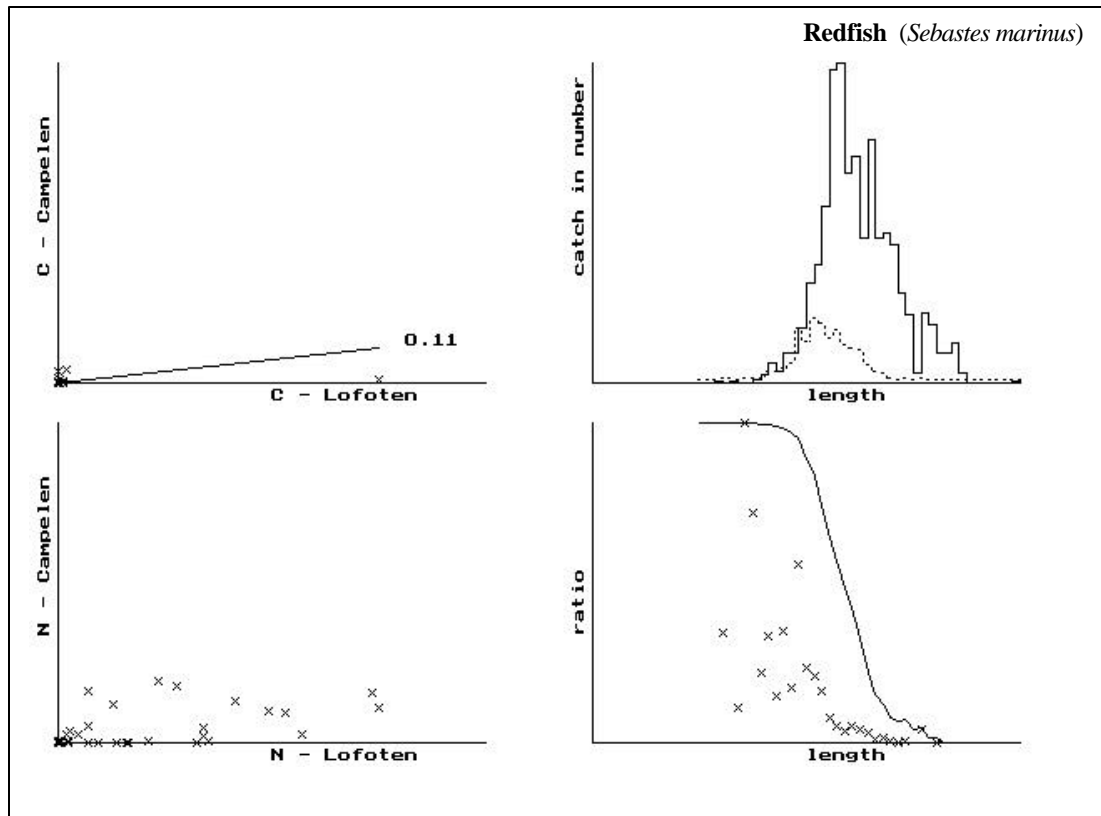 Redfish (Sebastes marinus)
C - Campelen
0.11
C - Lofoten
catch in number
length
N - Campelen
N - Lofoten
ratio
length